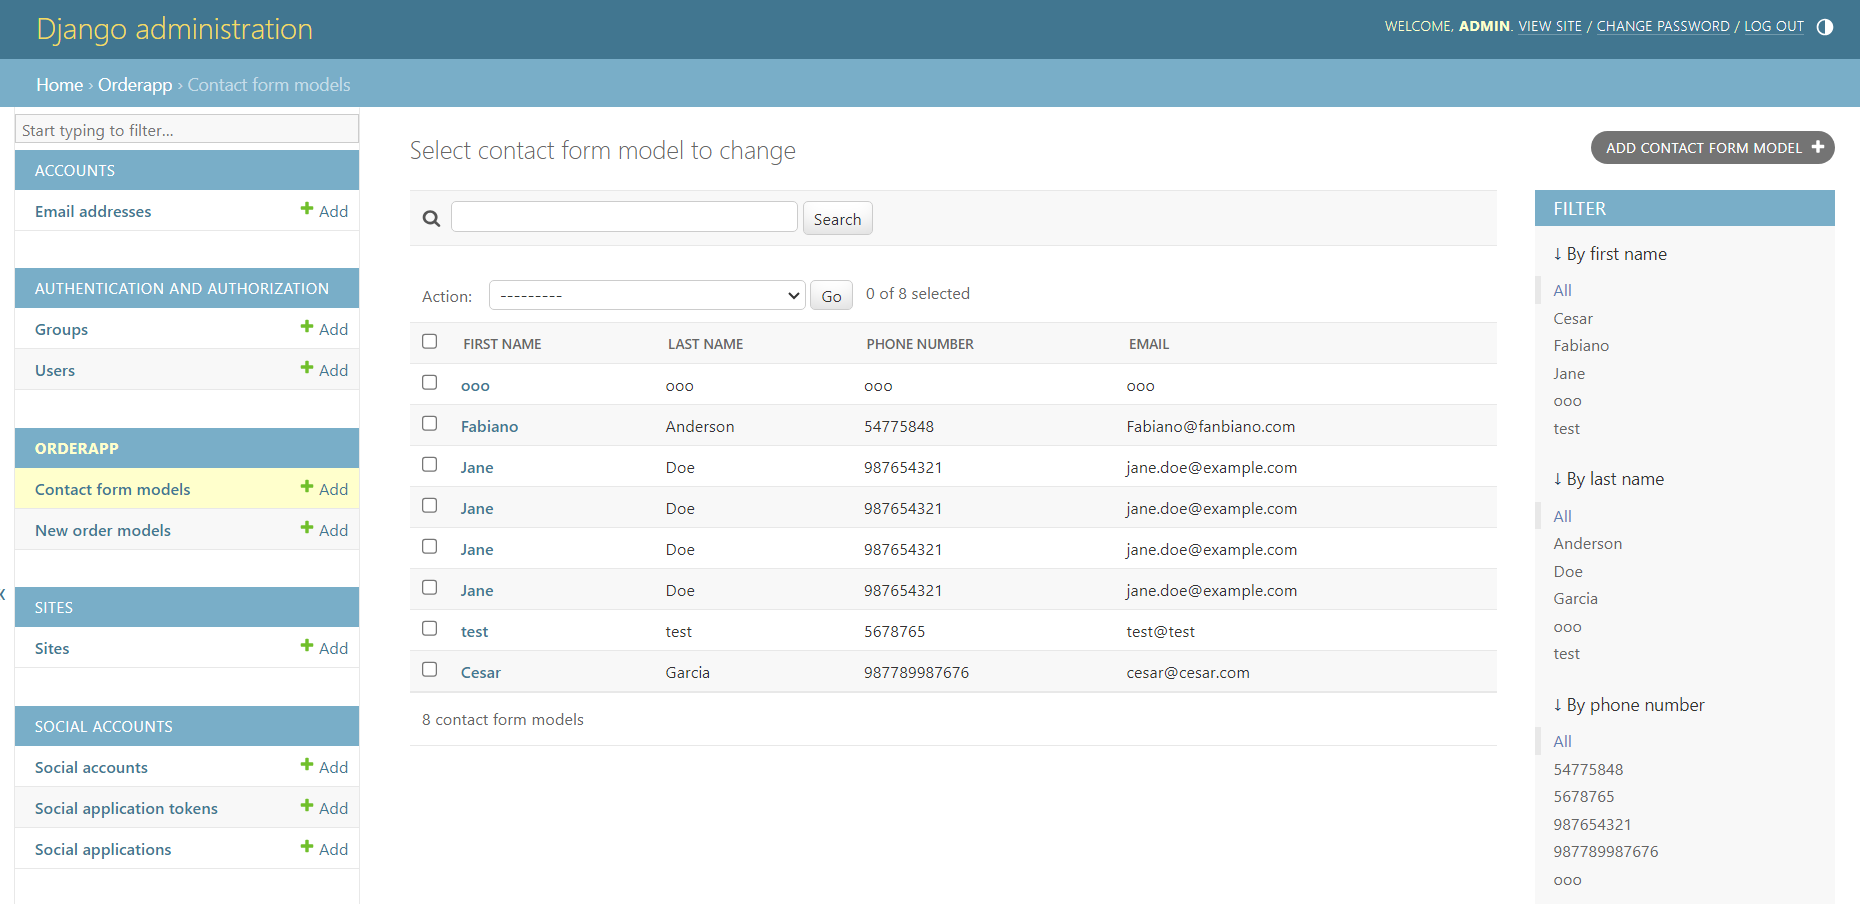 Django administration
WELCOME, ADMIN. VIEW SITE / CHANGE PASSWORD / LOG OUT
Home › Orderapp › Contact form models
Start typing to filter...
ACCOUNTS
Email addresses Add
AUTHENTICATION AND AUTHORIZATION
Groups Add
Users Add
ORDERAPP
Contact form models Add
New order models Add
SITES
Sites Add
SOCIAL ACCOUNTS
Social accounts Add
Social application tokens Add
Social applications Add
Select contact form model to change
ADD CONTACT FORM MODEL
Search
Action: --------- Go 0 of 8 selected
FIRST NAME LAST NAME PHONE NUMBER EMAIL
ooo ooo ooo ooo
Fabiano Anderson 54775848 Fabiano@fanbiano.com
Jane Doe 987654321 jane.doe@example.com
Jane Doe 987654321 jane.doe@example.com
Jane Doe 987654321 jane.doe@example.com
Jane Doe 987654321 jane.doe@example.com
test test 5678765 test@test
Cesar Garcia 987789987676 cesar@cesar.com
8 contact form models
FILTER
↓ By first name
All
Cesar
Fabiano
Jane
ooo
test
↓ By last name
All
Anderson
Doe
Garcia
ooo
test
↓ By phone number
All
54775848
5678765
987654321
987789987676
ooo